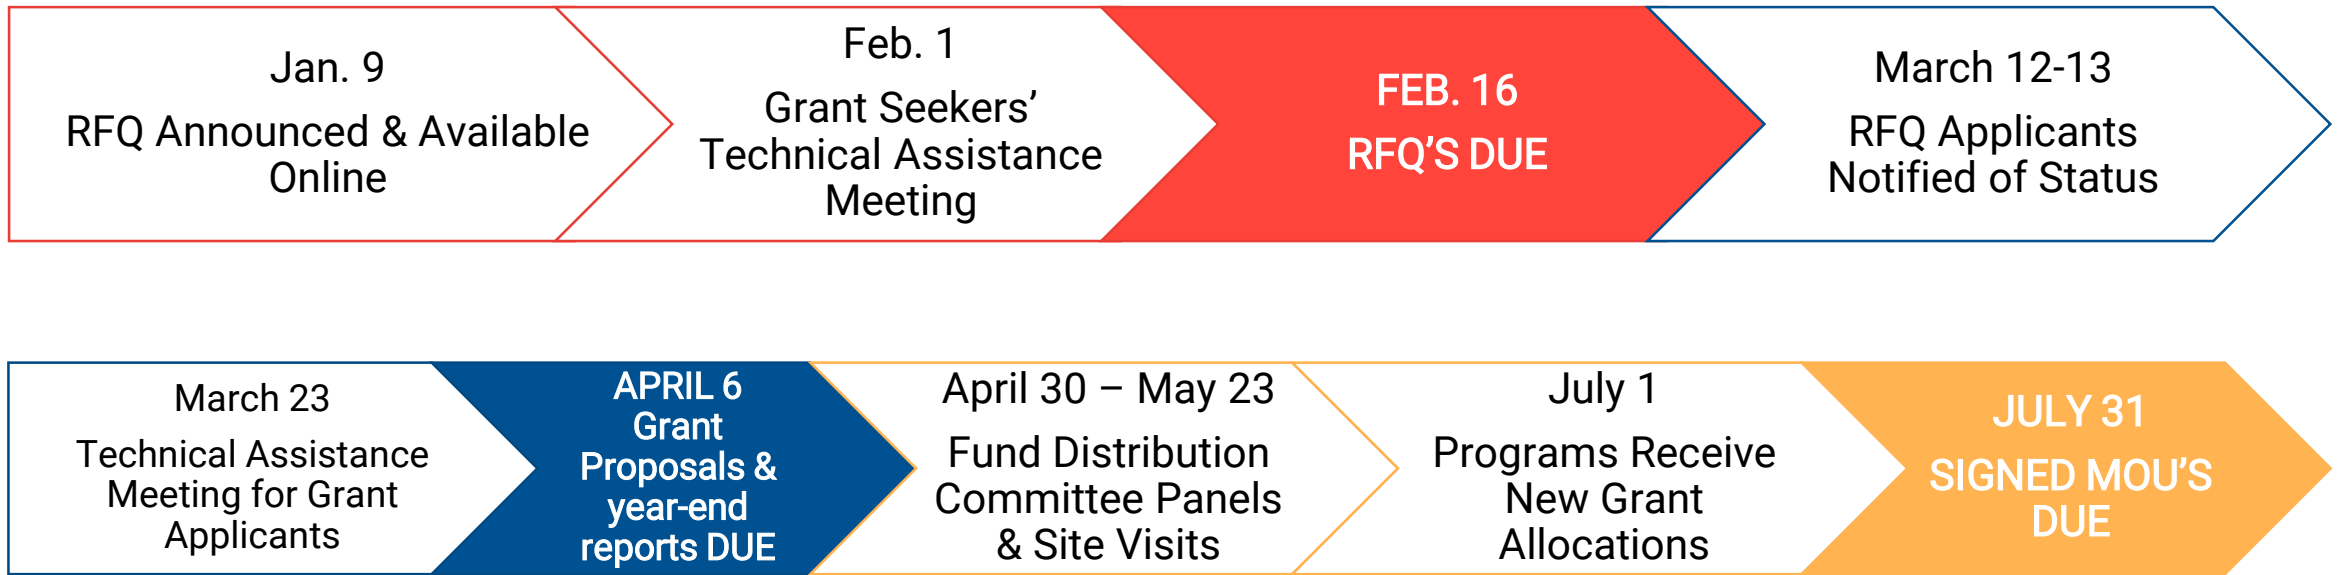 Jan. 9
RFQ Announced & Available
Online
Feb. 1
Grant Seekers’
Technical Assistance
Meeting
FEB. 16
RFQ’S DUE
March 12-13
RFQ Applicants
Notified of Status
March 23
Technical Assistance
Meeting for Grant
Applicants
APRIL 6
Grant
Proposals &
year-end
reports DUE
April 30 – May 23
Fund Distribution
Committee Panels
& Site Visits
July 1
Programs Receive
New Grant
Allocations
JULY 31
SIGNED MOU’S
DUE